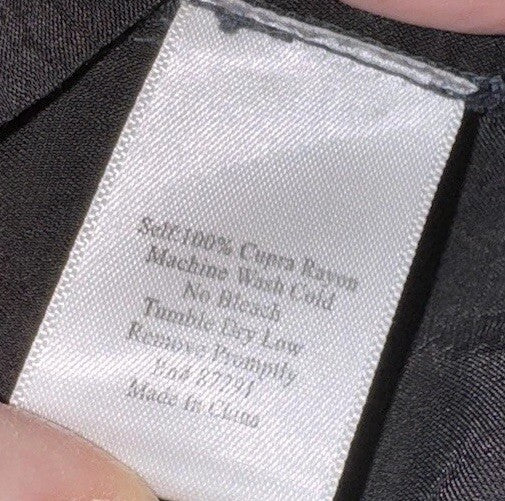 Self:100% Cupra Rayon
Machine Wash Cold
No Bleach
Tumble Dry Low
Remove Promptly
Rn# 87291
Made In China